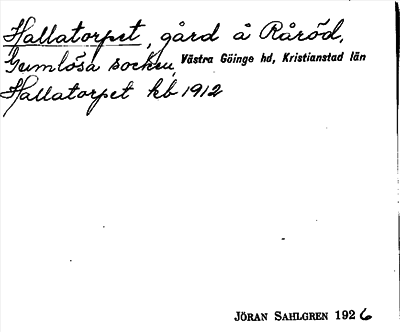 Hallatorpet, gård å Råröd,
Gumlösa socken, Västra Göinge hd, Kristianstad län
Hallatorpet kb 1912
JÖRAN SAHLGREN 1926